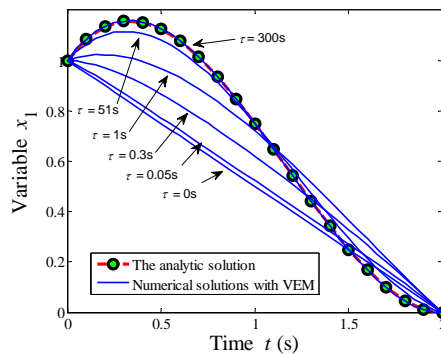 1
0.8
0.6
0.4
0.2
0
Variable x₁
τ = 300s
τ = 51s
τ = 1s
τ = 0.3s
τ = 0.05s
τ = 0s
The analytic solution
Numerical solutions with VEM
0 0.5 1 1.5
Time t (s)